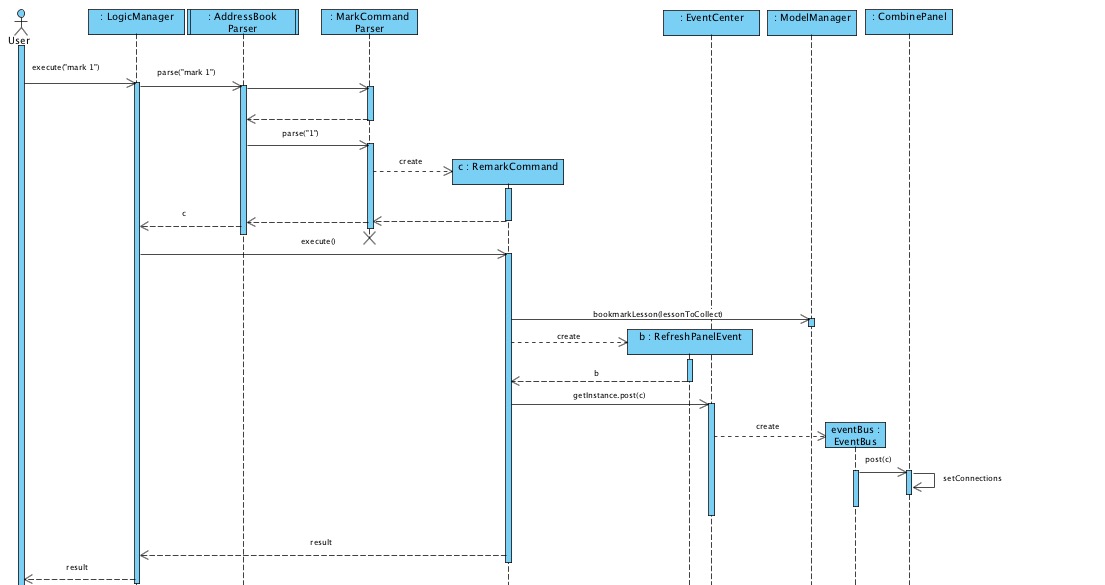 : LogicManager
: AddressBook
Parser
: MarkCommand
Parser
: EventCenter
: ModelManager
: CombinePanel
User
execute("mark 1")
parse("mark 1")
parse("1")
create
c : RemarkCommand
c
execute()
bookmarkLesson(lessonToCollect)
create
b : RefreshPanelEvent
b
getInstance.post(c)
create
eventBus :
EventBus
post(c)
setConnections
result
result